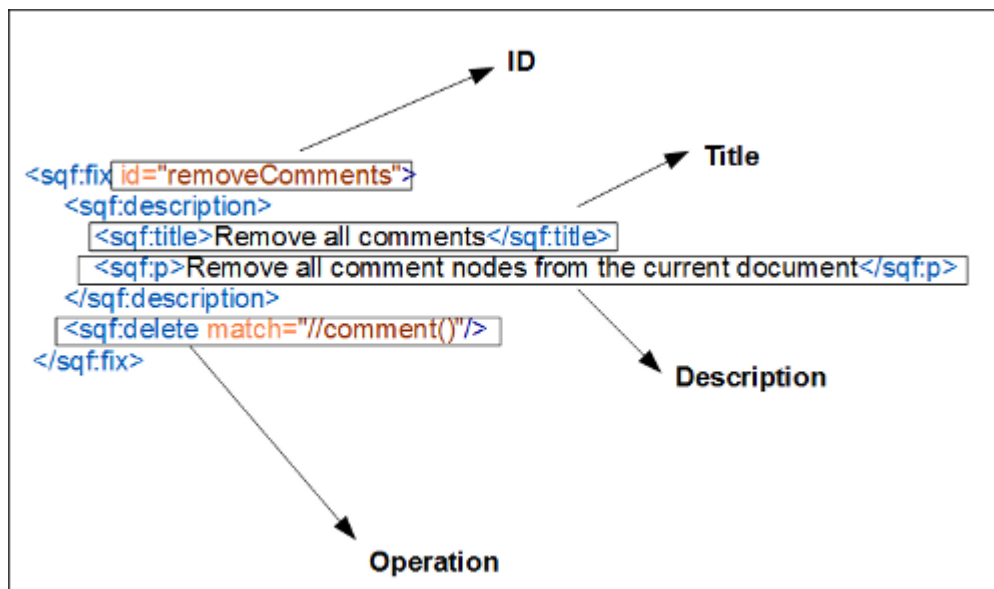 ID
Title
<sqf:fix id="removeComments">
<sqf:description>
<sqf:title>Remove all comments</sqf:title>
<sqf:p>Remove all comment nodes from the current document</sqf:p>
</sqf:description>
<sqf:delete match="//comment()"/>
</sqf:fix>
Description
Operation